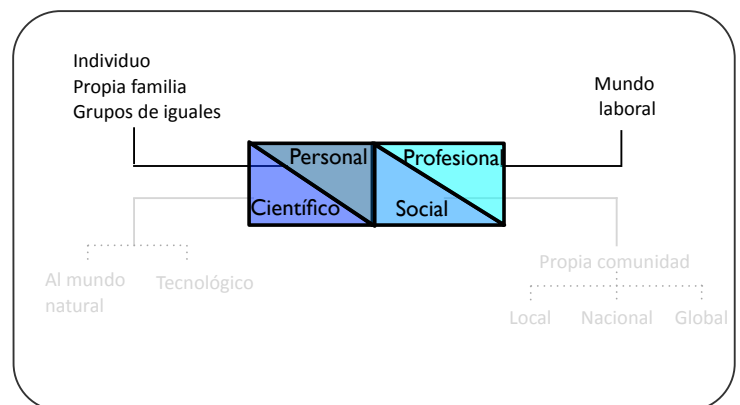 Individuo
Propia familia
Grupos de iguales
Mundo
laboral
Personal
Profesional
Científico
Social
Al mundo
natural
Tecnológico
Propia comunidad
Local
Nacional
Global